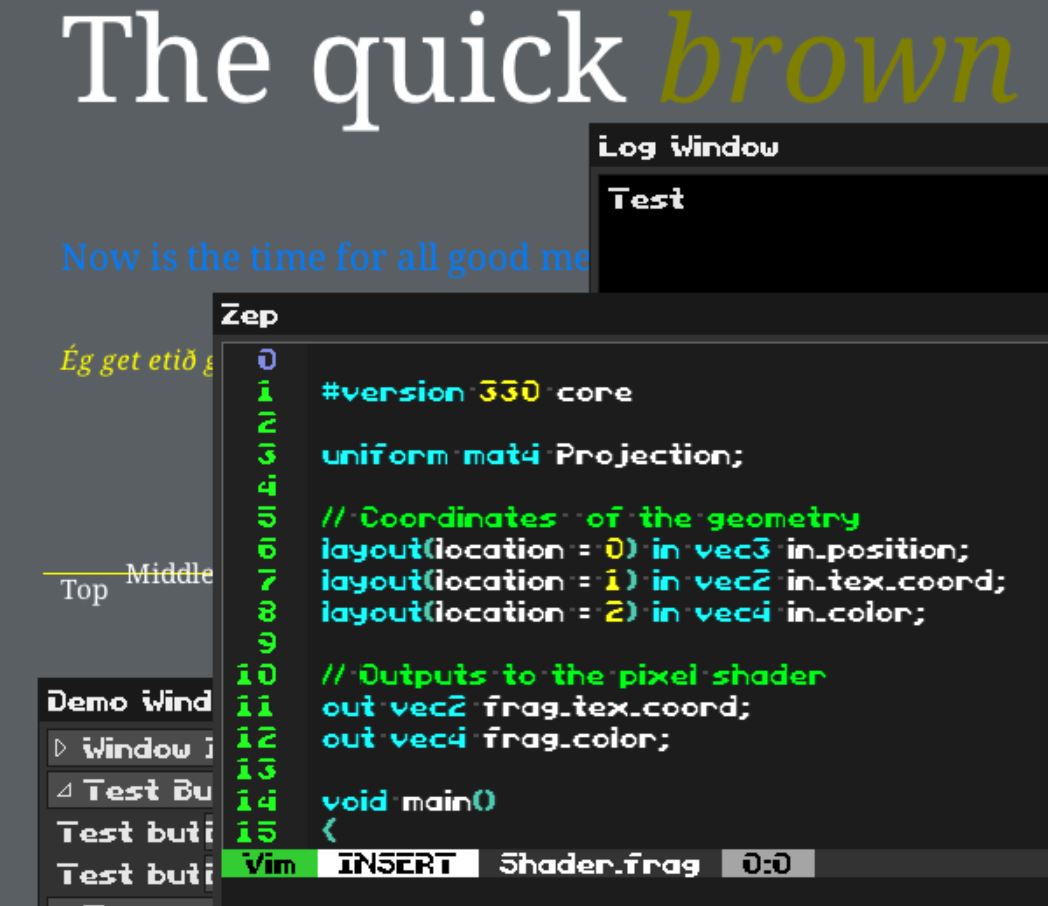 The quick brown
Log Window
Test
Now is the time for all good me
Zep
Ég get etið g
0
1 #version 330 core
2
3 uniform mat4 Projection;
4
5 // Coordinates  of the geometry
6 layout(location = 0) in vec3 in_position;
7 layout(location = 1) in vec2 in_tex_coord;
8 layout(location = 2) in vec4 in_color;
9
10 // Outputs to the pixel shader
11 out vec2 frag_tex_coord;
12 out vec4 frag_color;
13
14 void main()
15 {
Vim INSERT Shader.frag 0:0
Top Middle
Demo Wind
Window
Test Bu
Test butt
Test butt